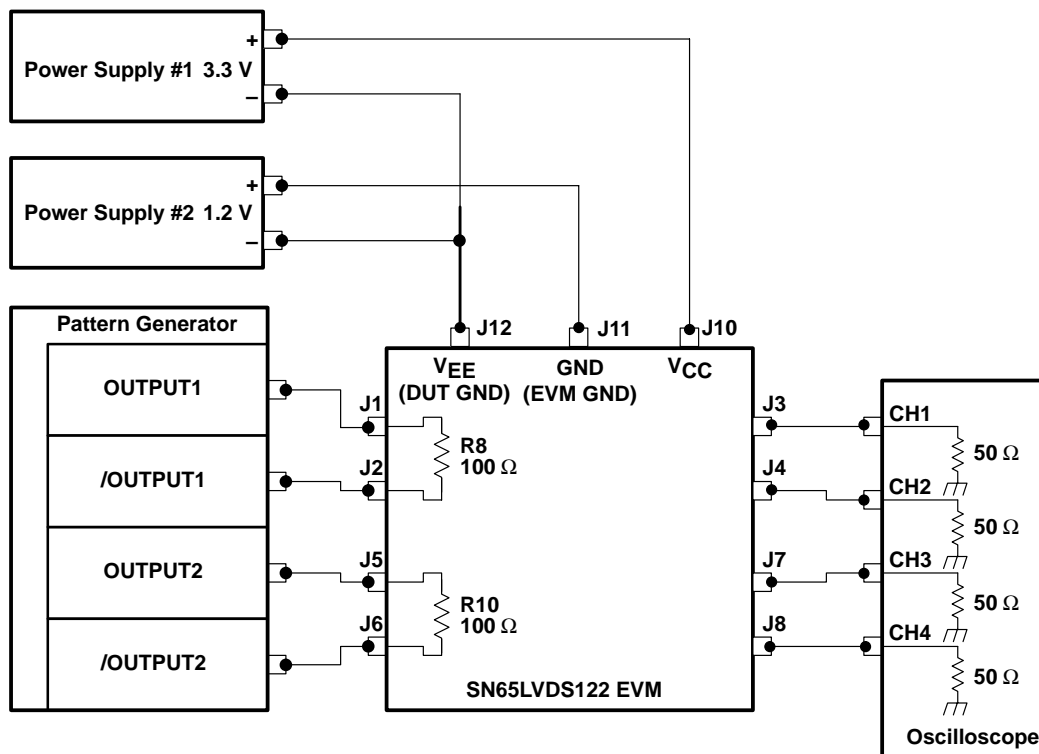 +
Power Supply #1 3.3 V
–
+
Power Supply #2 1.2 V
–
Pattern Generator
OUTPUT1
/OUTPUT1
OUTPUT2
/OUTPUT2
J12
J11
J10
VEE
(DUT GND)
GND
(EVM GND)
VCC
J1
R8
100 Ω
J2
J5
R10
100 Ω
J6
SN65LVDS122 EVM
J3
J4
J7
J8
CH1
50 Ω
CH2
50 Ω
CH3
50 Ω
CH4
50 Ω
Oscilloscope